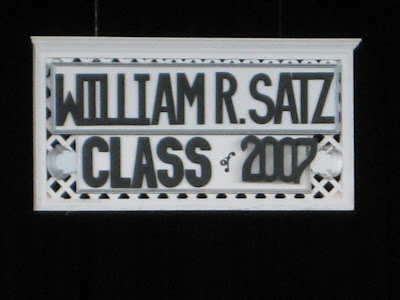 WILLIAM R. SATZ
CLASS of 2007